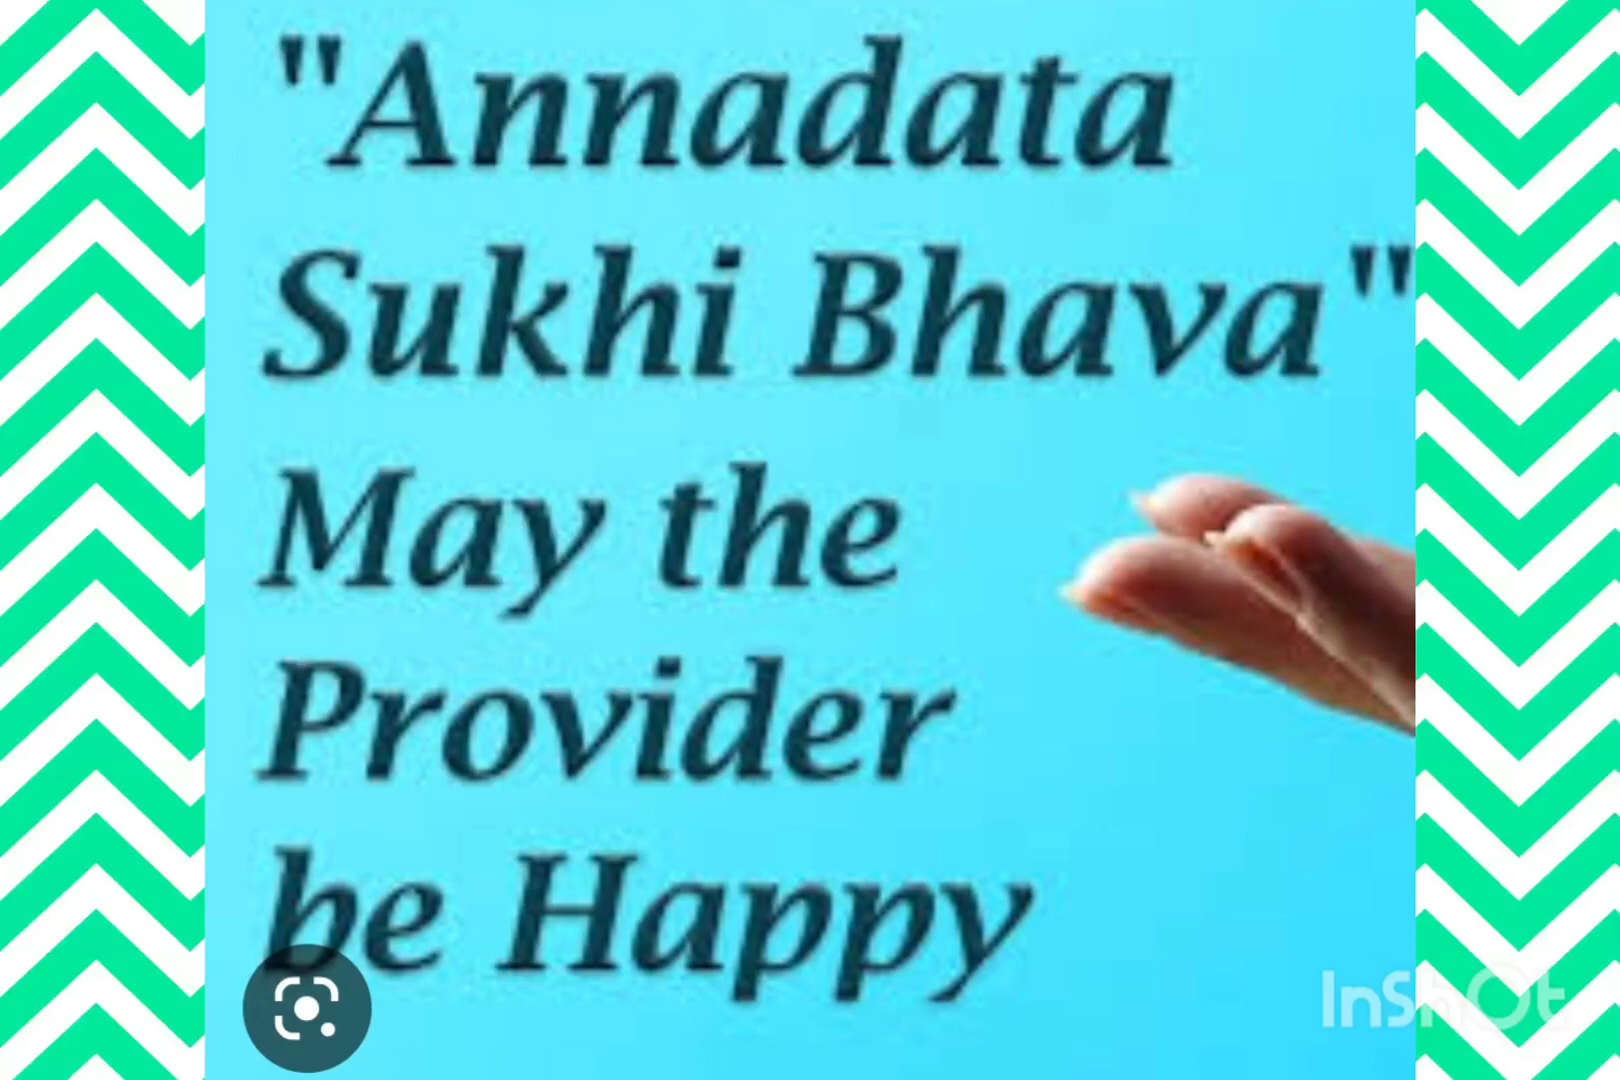 "Annadata
Sukhi Bhava"
May the
Provider
be Happy
InShOt